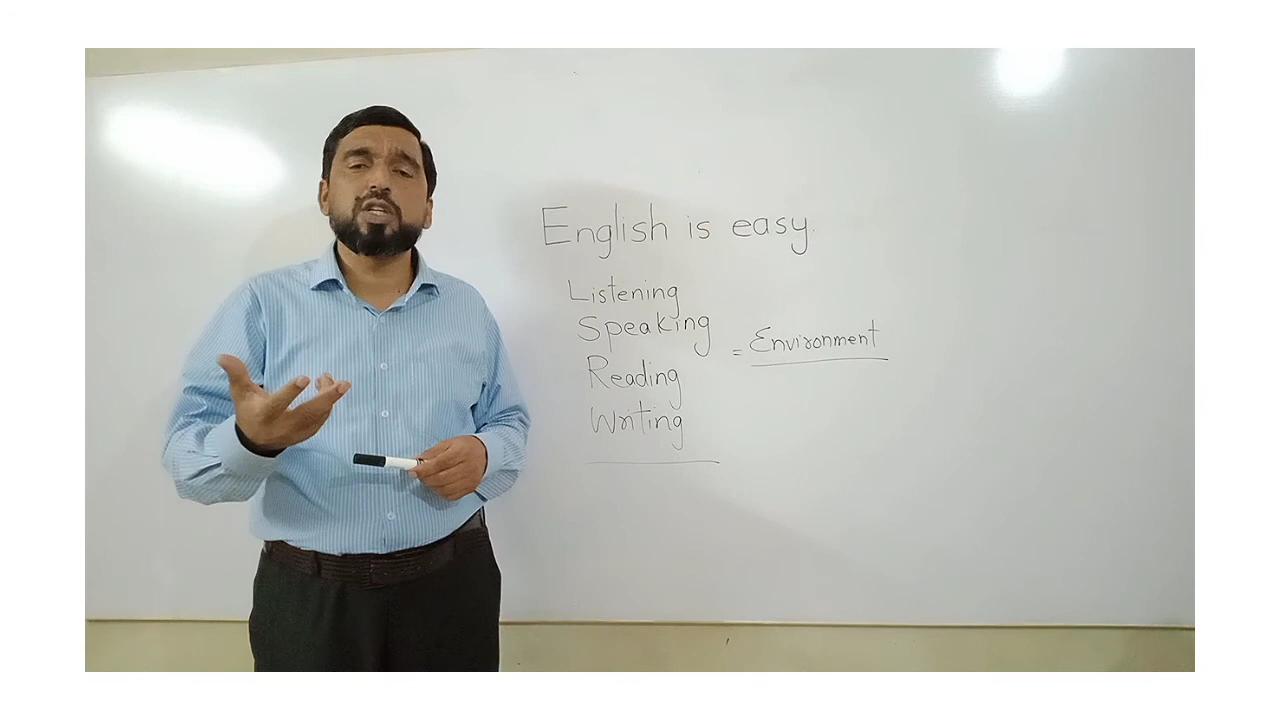 English is easy.
Listening
Speaking
= Environment
Reading
Writing